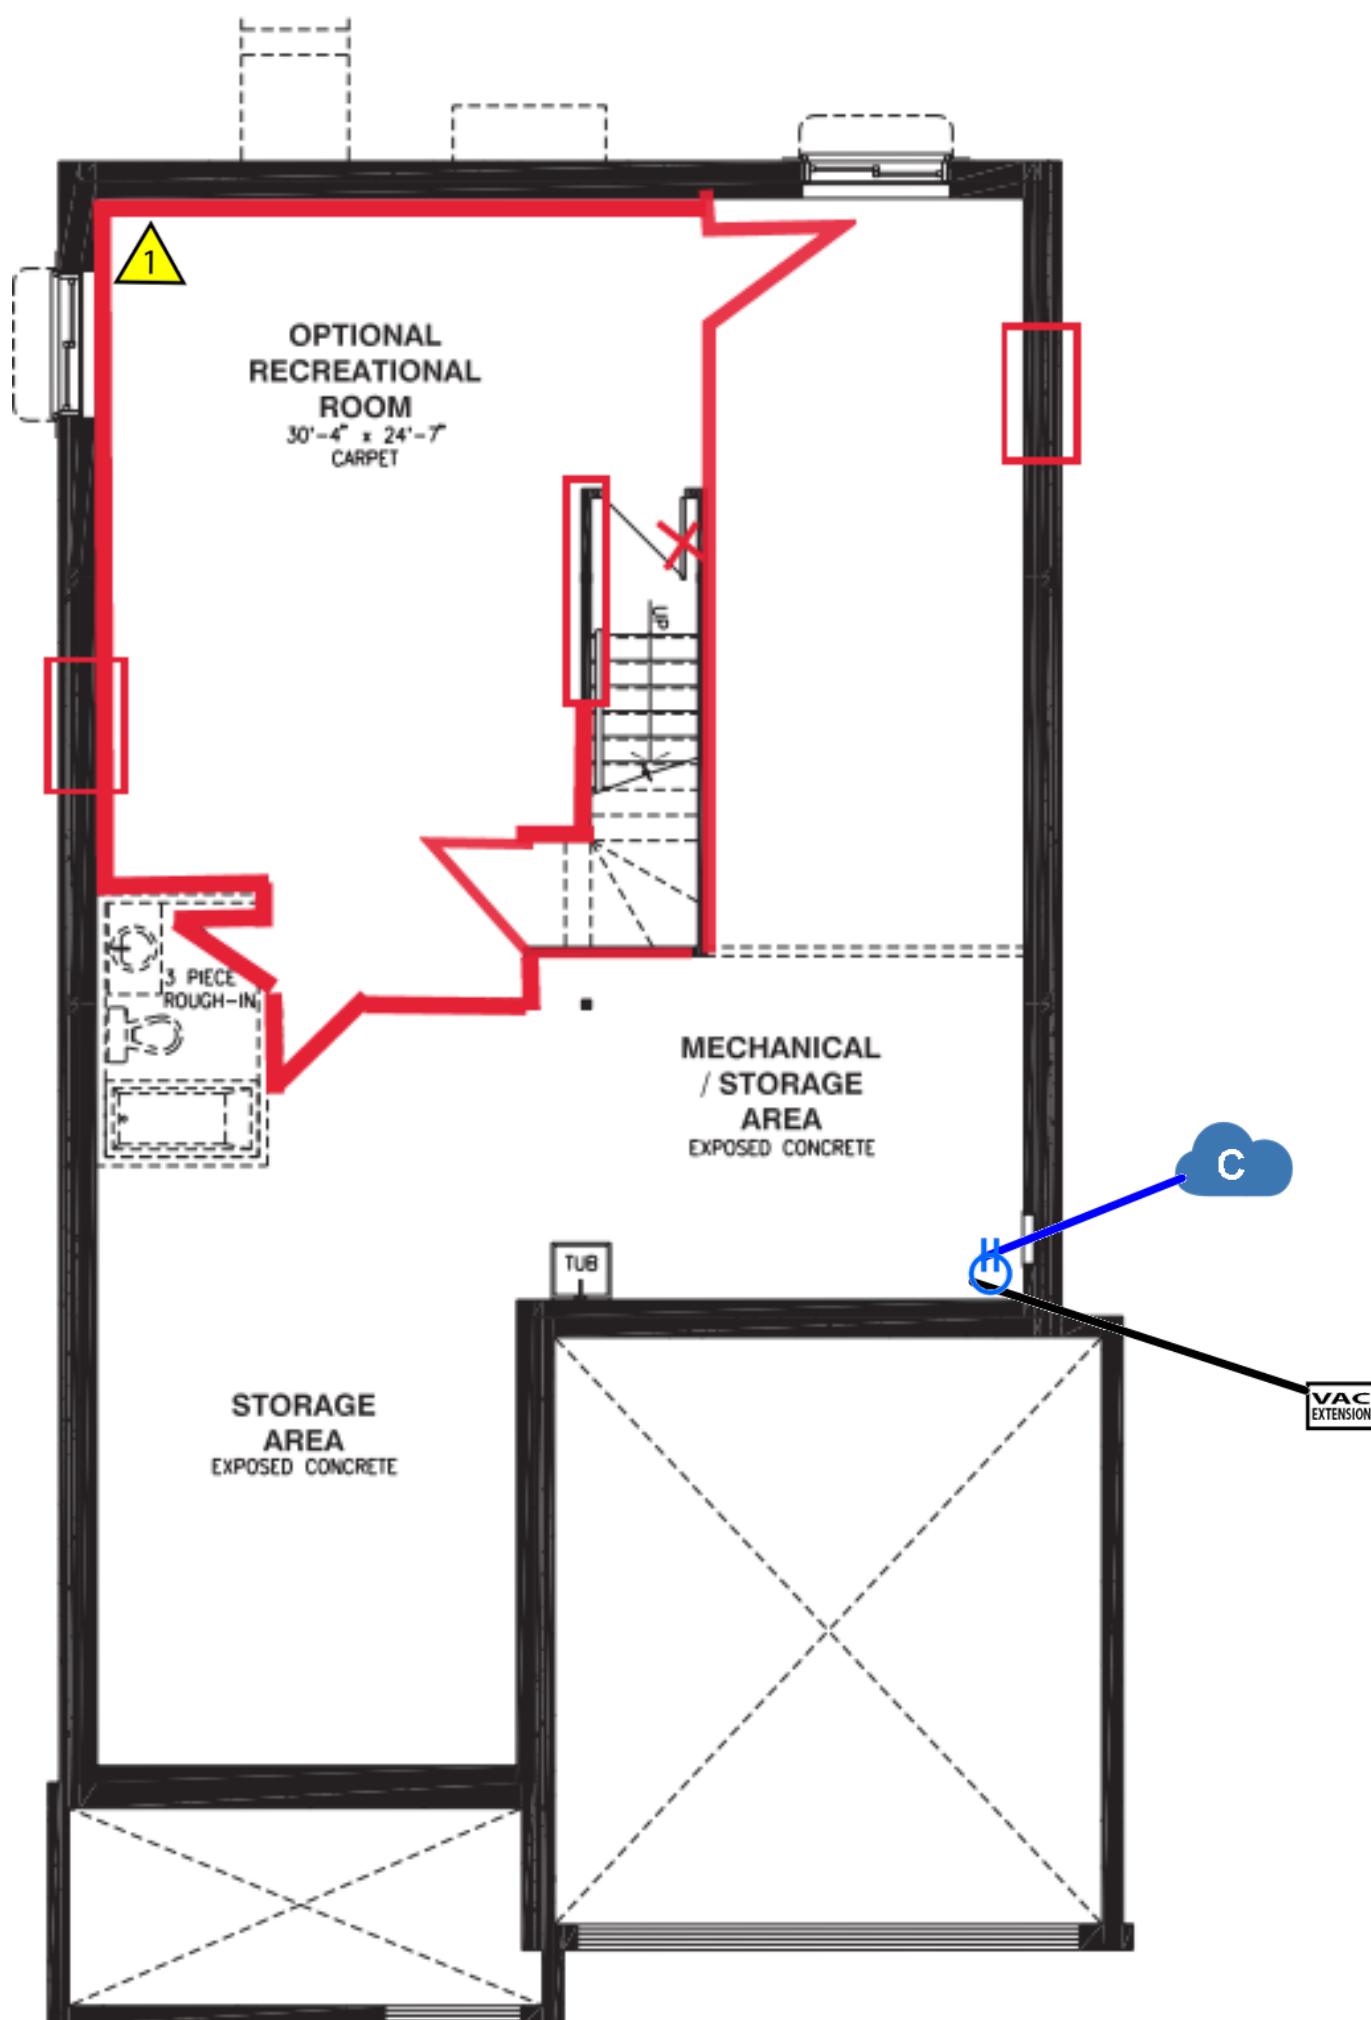 1
OPTIONAL
RECREATIONAL
ROOM
30'-4" x 24'-7"
CARPET
UP
3 PIECE
ROUGH-IN
MECHANICAL
/ STORAGE
AREA
EXPOSED CONCRETE
C
TUB
VAC
EXTENSION
STORAGE
AREA
EXPOSED CONCRETE